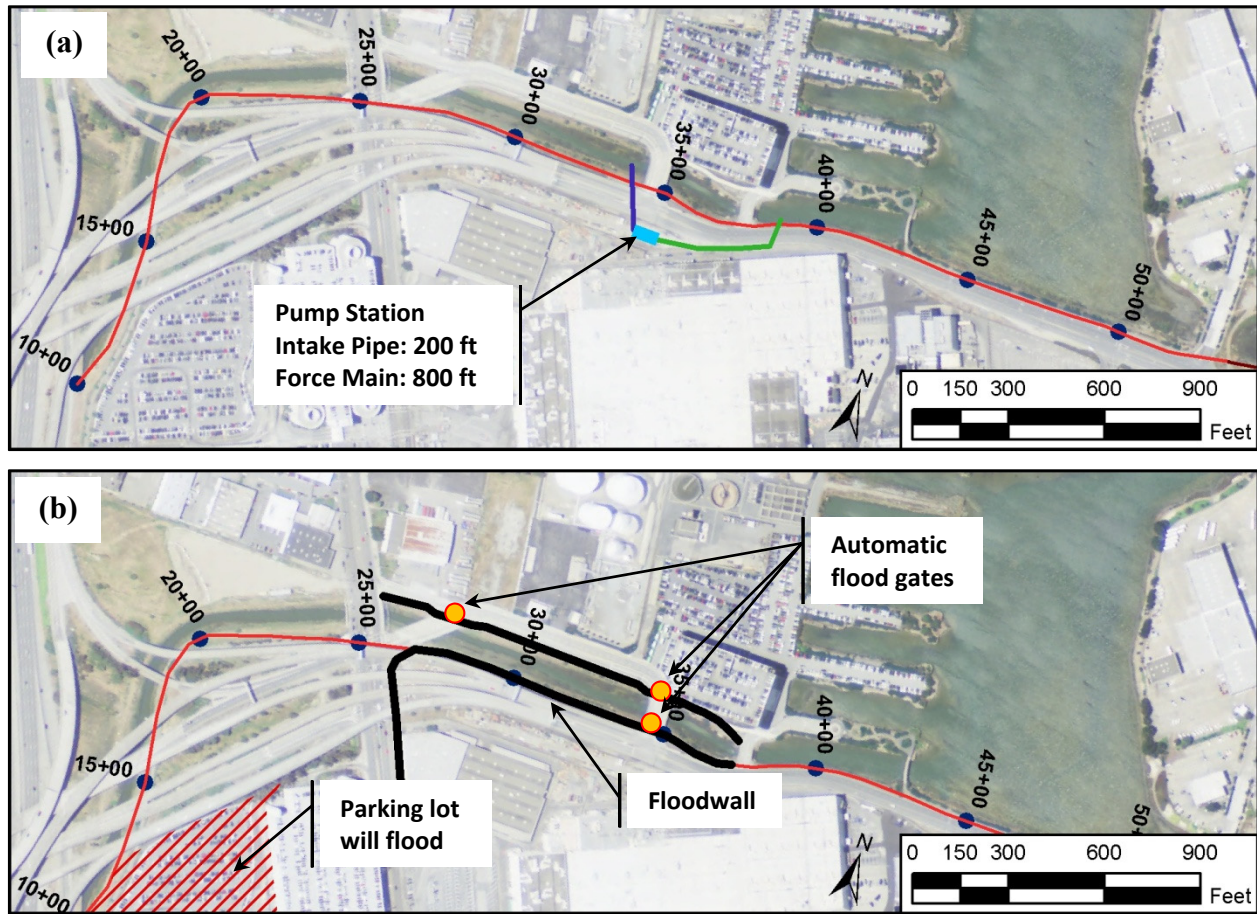 (a)
10+00
15+00
20+00
25+00
30+00
35+00
40+00
45+00
50+00
Pump Station
Intake Pipe: 200 ft
Force Main: 800 ft
N
0 150 300 600 900
Feet
(b)
10+00
15+00
20+00
25+00
30+00
40+00
45+00
Automatic
flood gates
Parking lot
will flood
Floodwall
N
0 150 300 600 900
Feet